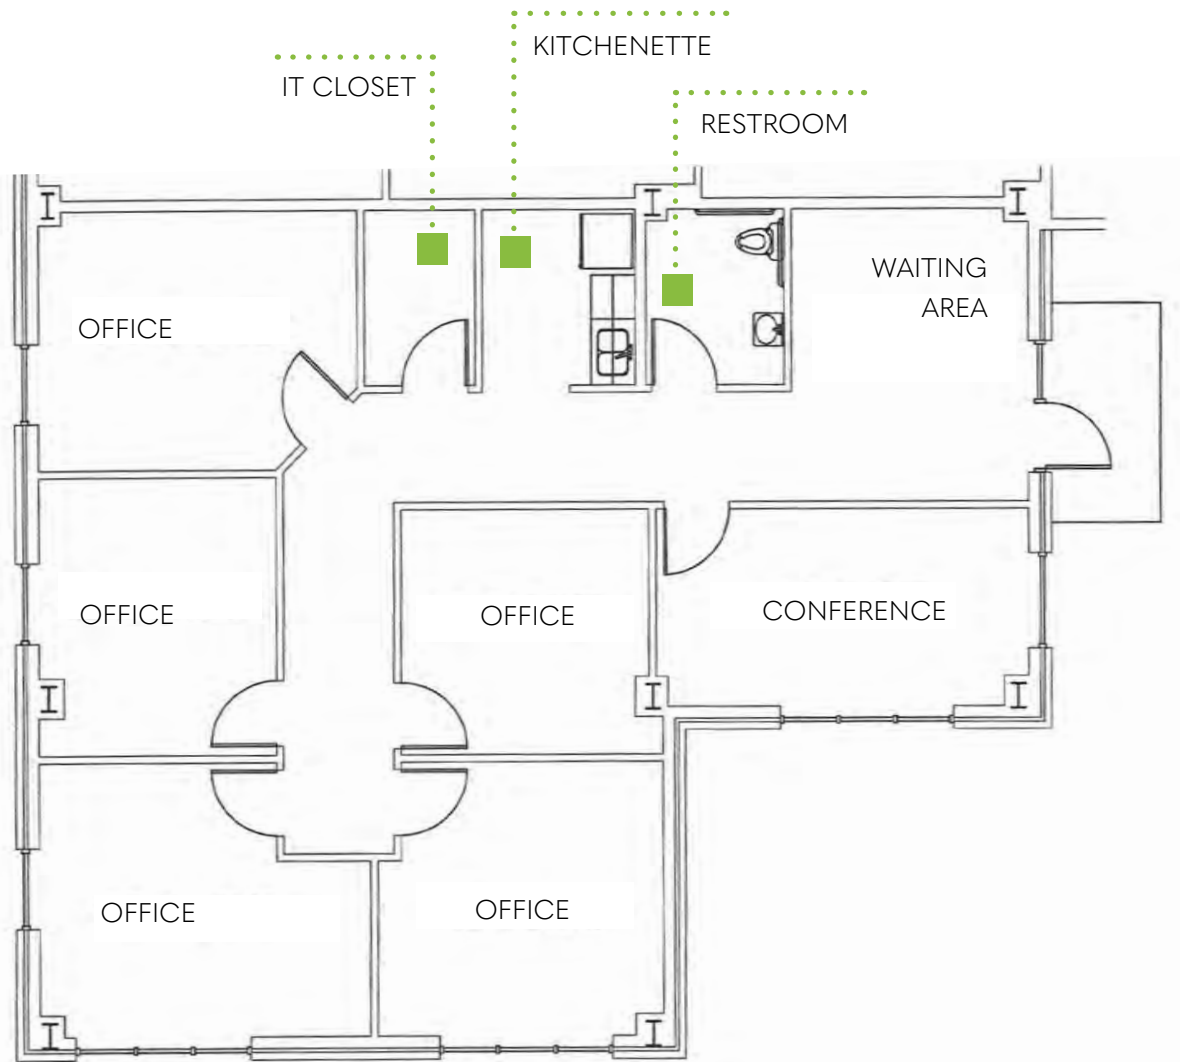 KITCHENETTE
IT CLOSET
RESTROOM
WAITING
AREA
OFFICE
OFFICE
OFFICE
CONFERENCE
OFFICE
OFFICE